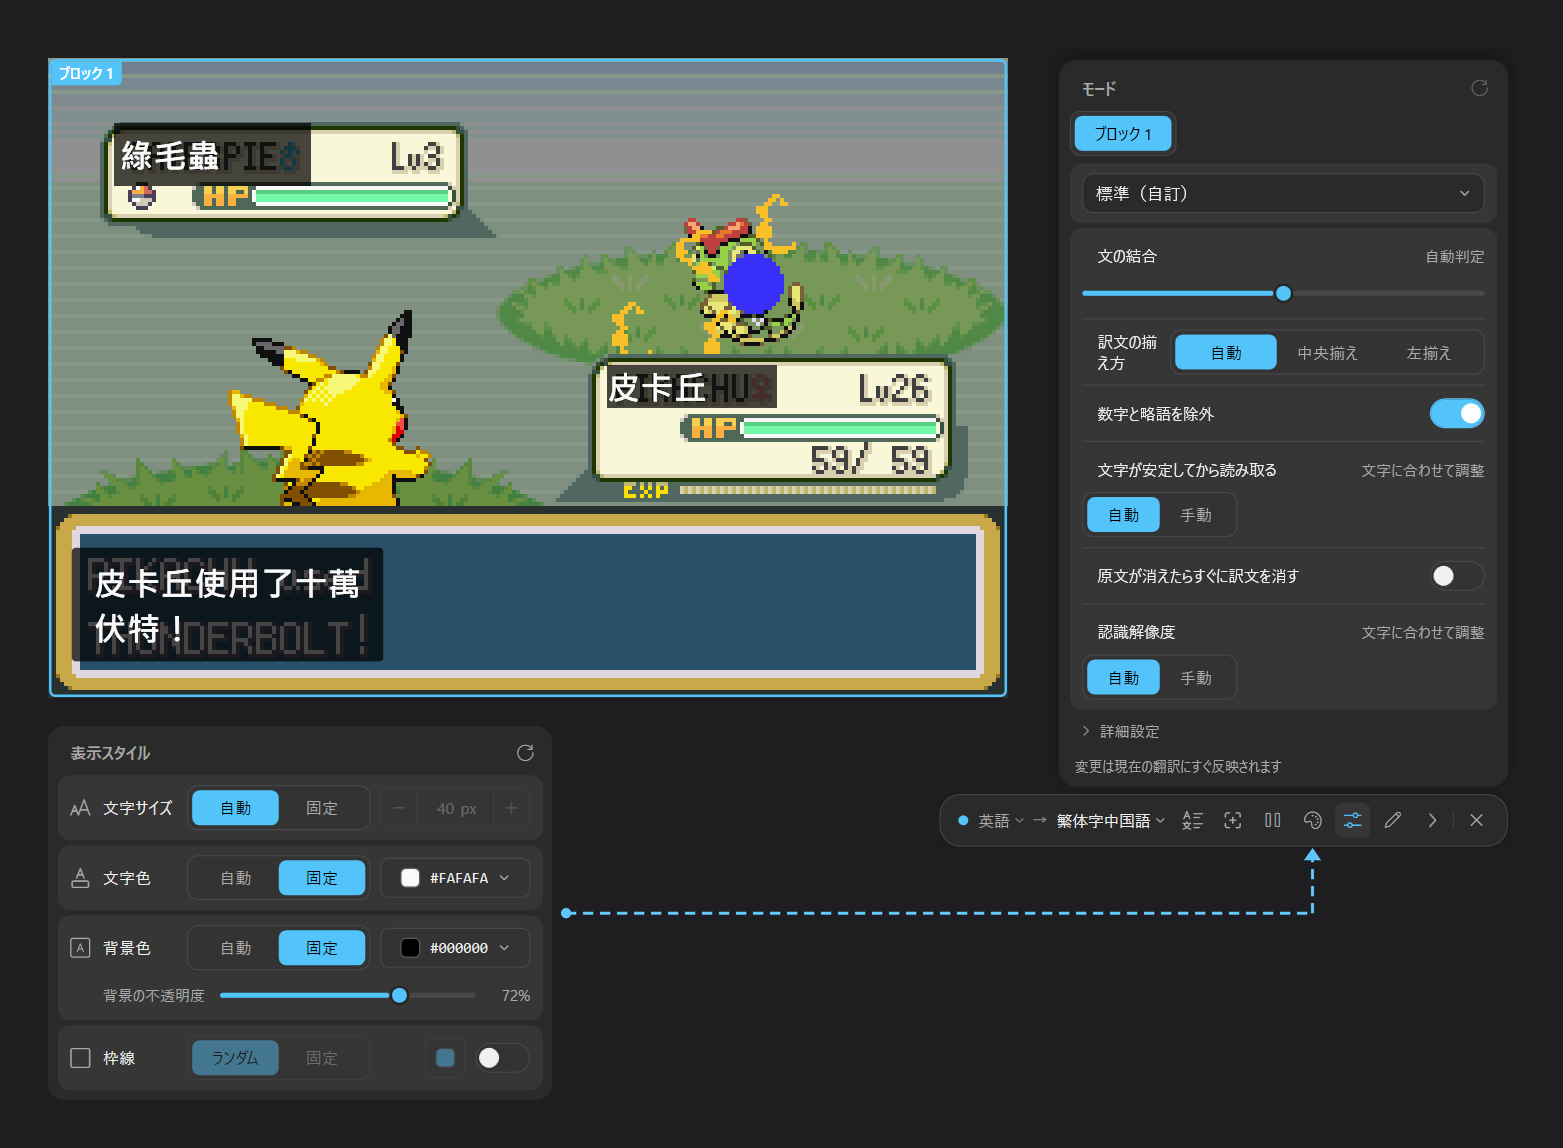 ブロック 1
綠毛蟲
PIE♂
Lv3
HP
皮卡丘
CHU♀
Lv26
HP
59/ 59
EXP
PIKACHU used
THUNDERBOLT!
皮卡丘使用了十萬
伏特！
モード
ブロック 1
標準（自訂）
文の結合
自動判定
訳文の揃え方
自動
中央揃え
左揃え
数字と略語を除外
文字が安定してから読み取る
文字に合わせて調整
自動
手動
原文が消えたらすぐに訳文を消す
認識解像度
文字に合わせて調整
自動
手動
詳細設定
変更は現在の翻訳にすぐ反映されます
英語
→
繁体字中国語
表示スタイル
文字サイズ
自動
固定
− 40 px +
文字色
自動
固定
#FAFAFA
背景色
自動
固定
#000000
背景の不透明度
72%
枠線
ランダム
固定